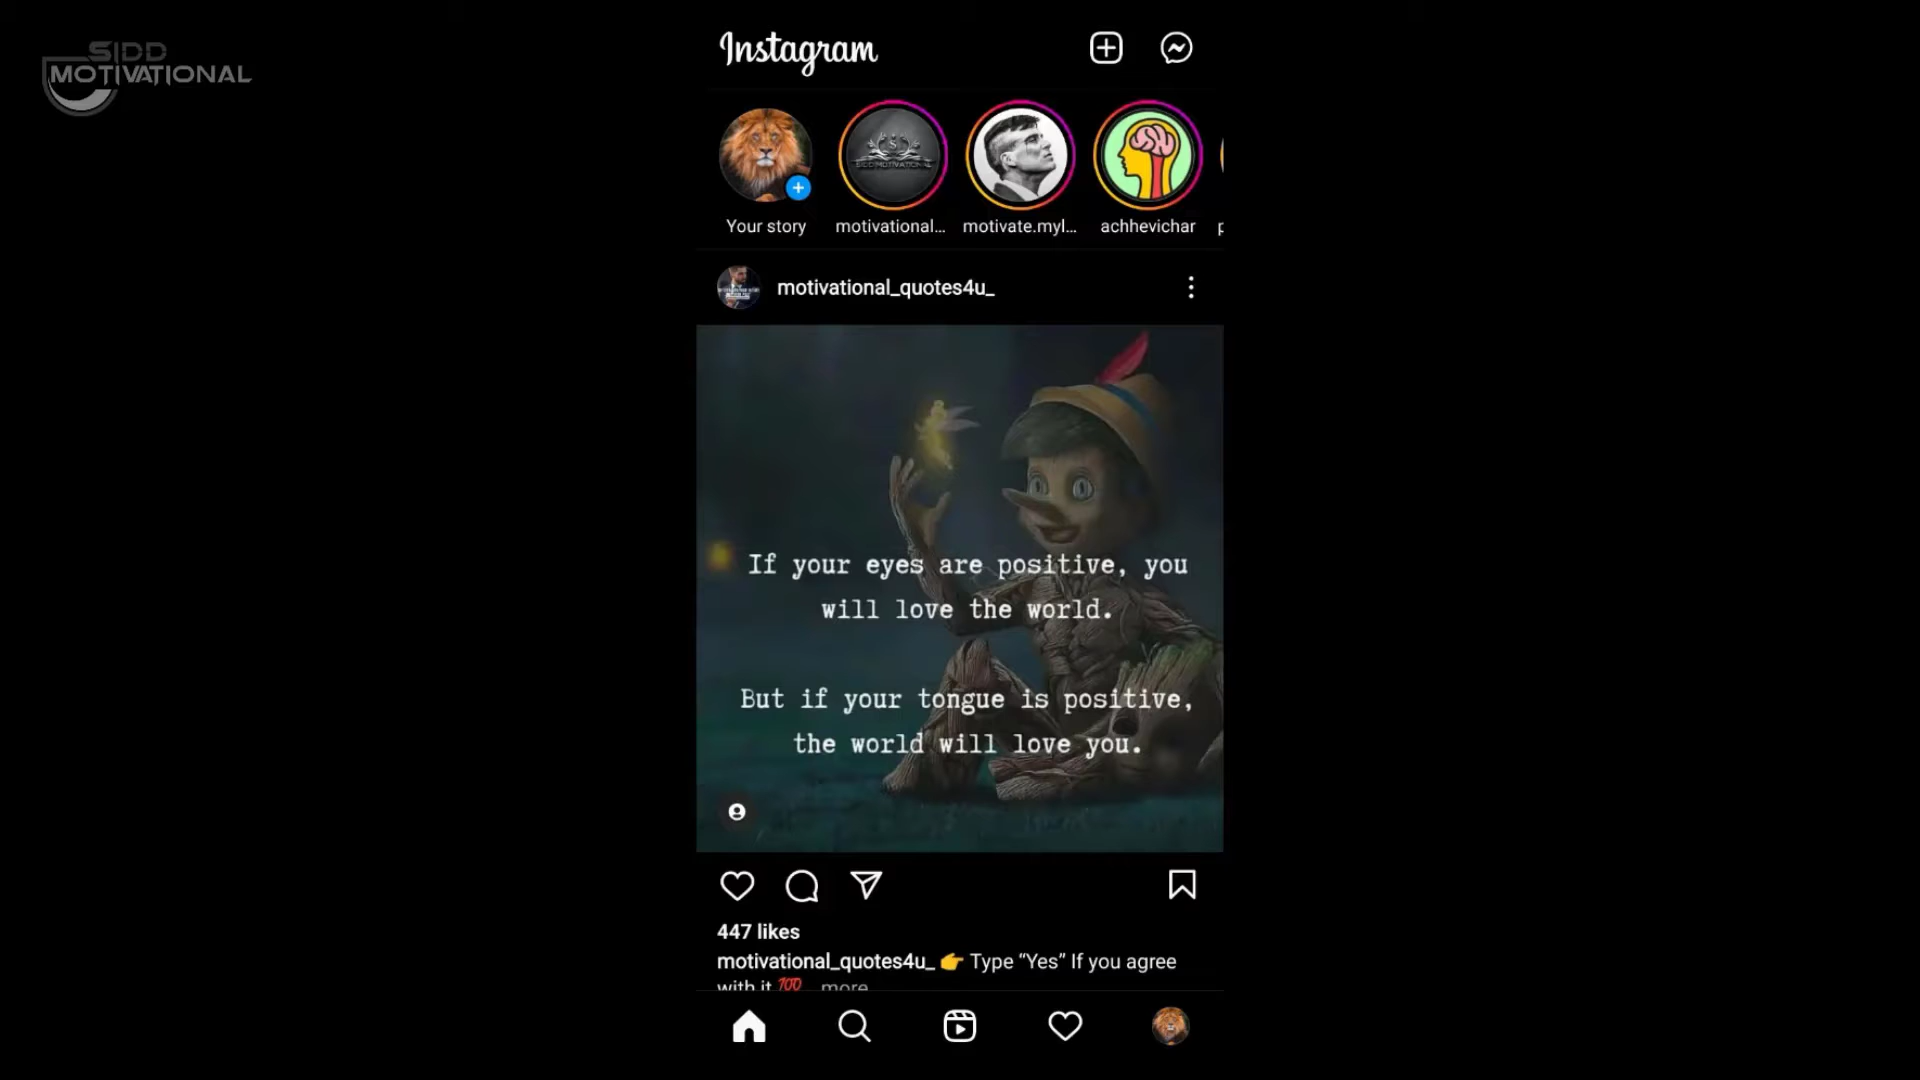 SIDD
MOTIVATIONAL
Instagram
SIDD MOTIVATIONAL
Your story
motivational...
motivate.myl...
achhevichar
motivational_quotes4u_
If your eyes are positive, you
will love the world.
But if your tongue is positive,
the world will love you.
447 likes
motivational_quotes4u_ 👉 Type “Yes” If you agree
with it 💯 ... more